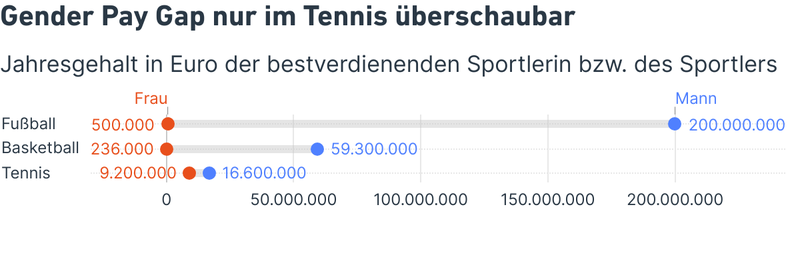 Gender Pay Gap nur im Tennis überschaubar
Jahresgehalt in Euro der bestverdienenden Sportlerin bzw. des Sportlers
Frau Mann
Fußball 500.000 200.000.000
Basketball 236.000 59.300.000
Tennis 9.200.000 16.600.000
0 50.000.000 100.000.000 150.000.000 200.000.000